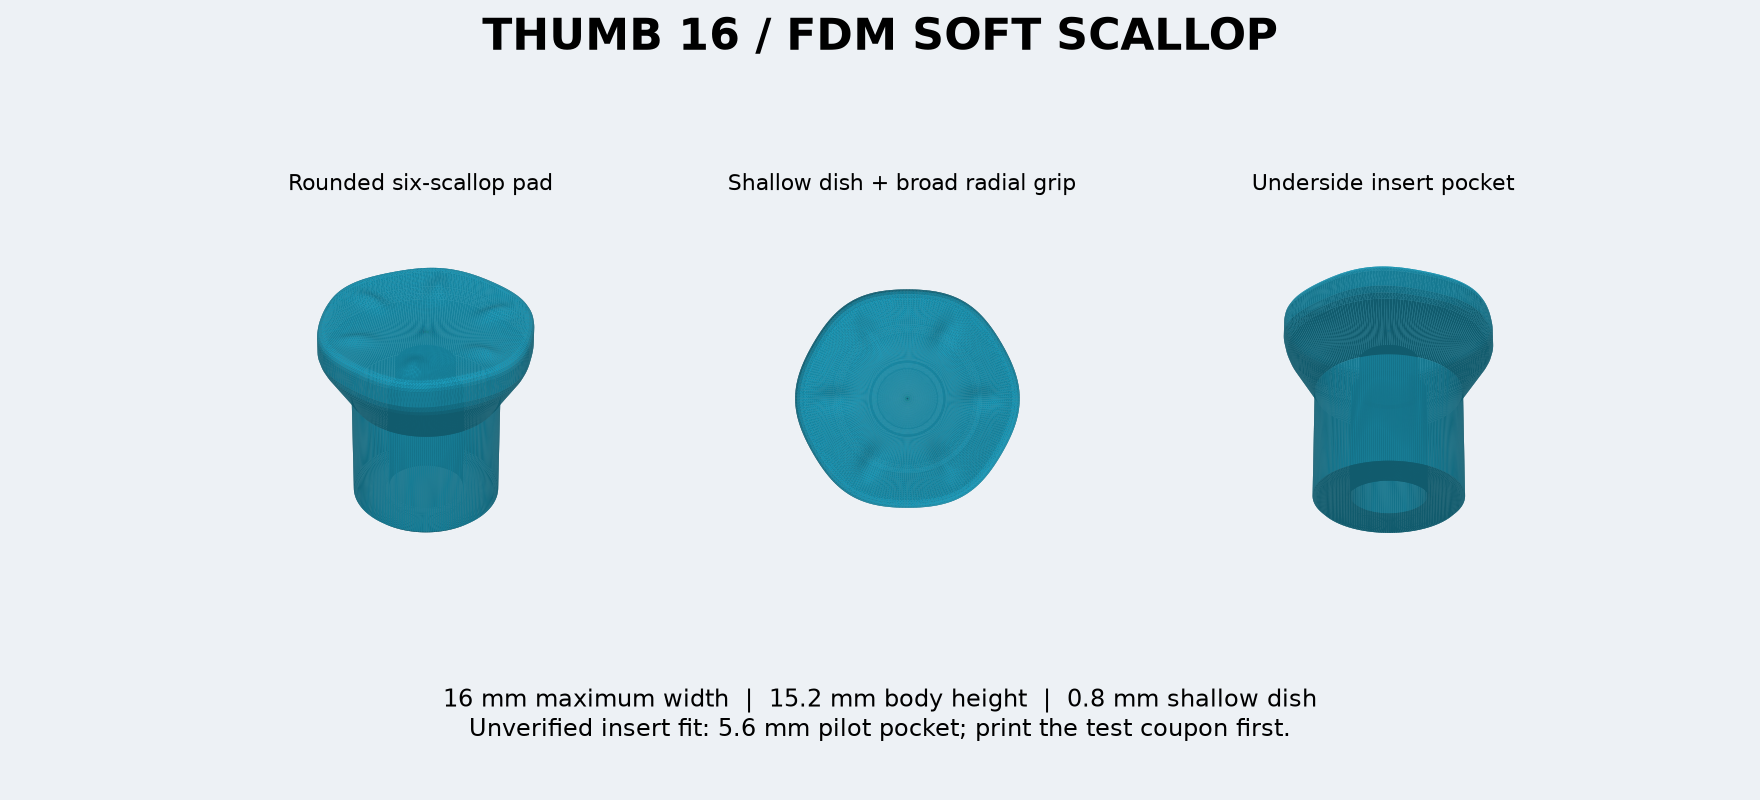 THUMB 16 / FDM SOFT SCALLOP
Rounded six-scallop pad
Shallow dish + broad radial grip
Underside insert pocket
16 mm maximum width | 15.2 mm body height | 0.8 mm shallow dish
Unverified insert fit: 5.6 mm pilot pocket; print the test coupon first.